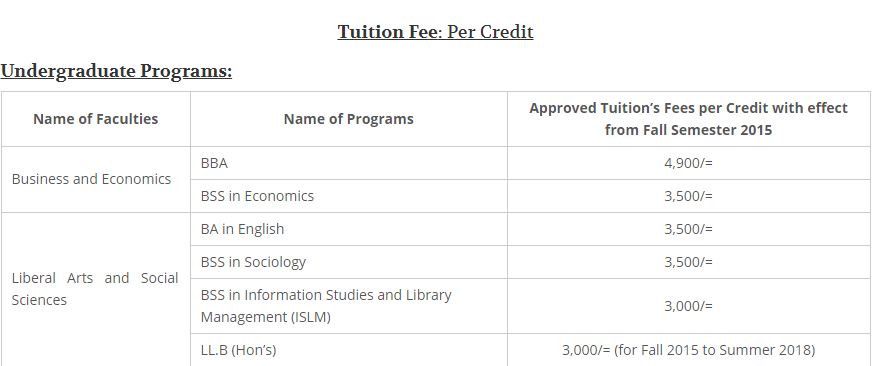 Tuition Fee: Per Credit
Undergraduate Programs:
Name of Faculties
Name of Programs
Approved Tuition’s Fees per Credit with effect
from Fall Semester 2015
Business and Economics
BBA
4,900/=
BSS in Economics
3,500/=
Liberal Arts and Social
Sciences
BA in English
3,500/=
BSS in Sociology
3,500/=
BSS in Information Studies and Library
Management (ISLM)
3,000/=
LL.B (Hon’s)
3,000/= (for Fall 2015 to Summer 2018)